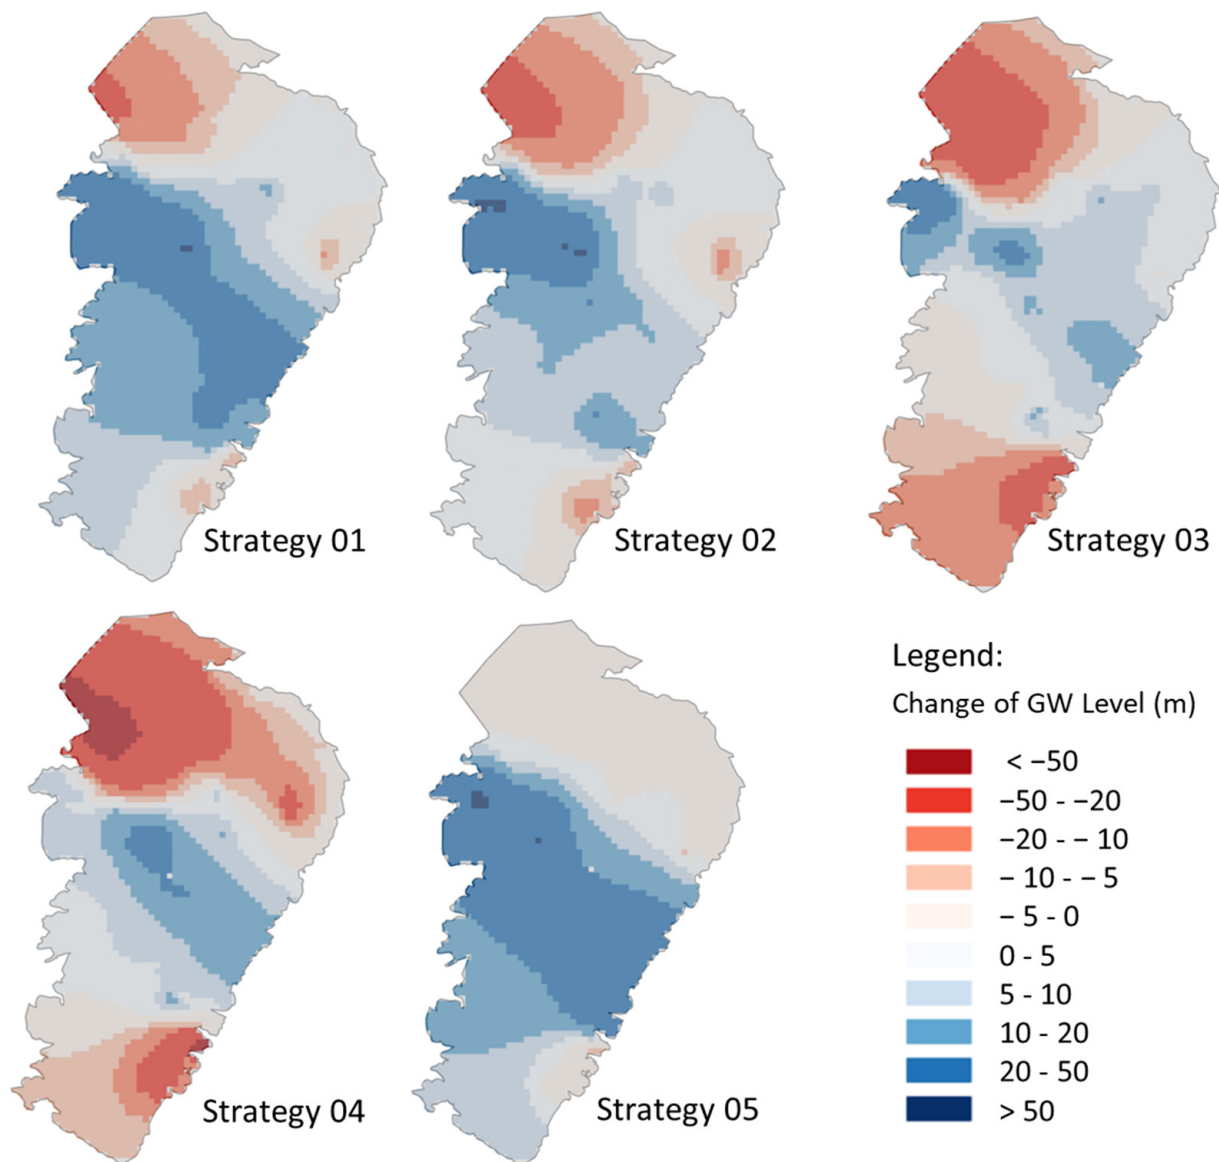 Strategy 01
Strategy 02
Strategy 03
Strategy 04
Strategy 05
Legend:
Change of GW Level (m)
< −50
−50 - −20
−20 - − 10
− 10 - − 5
− 5 - 0
0 - 5
5 - 10
10 - 20
20 - 50
> 50